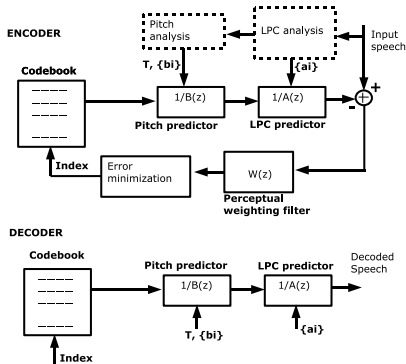 Pitch
analysis
LPC analysis
Input
speech
ENCODER
T, {bi}
{ai}
Codebook
1/B(z)
1/A(z)
+
-
Pitch predictor
LPC predictor
Index
Error
minimization
W(z)
Perceptual
weighting filter
DECODER
Codebook
Pitch predictor
LPC predictor
Decoded
Speech
1/B(z)
1/A(z)
T, {bi}
{ai}
Index